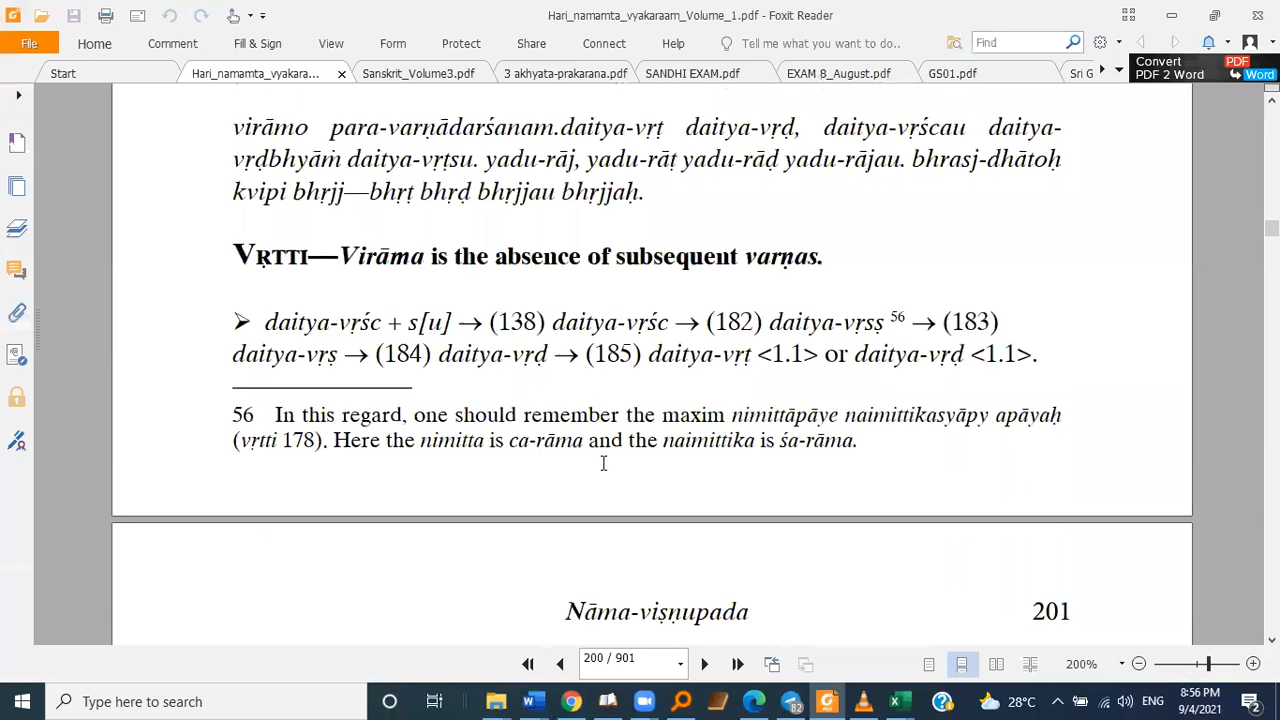 Hari_namamta_vyakaraam_Volume_1.pdf - Foxit Reader
File Home Comment Fill & Sign View Form Protect Share Connect Help Tell me what you want to do.. Find
Start Hari_namamta_vyakara... Sanskrit_Volume3.pdf 3 akhyata-prakarana.pdf SANDHI EXAM.pdf EXAM 8_August.pdf GS01.pdf Sri G
Convert PDF
PDF 2 Word Word
virāmo para-varṇādarśanam.daitya-vṛṭ daitya-vṛḍ, daitya-vṛścau daitya-
vṛḍbhyāṁ daitya-vṛṭsu. yadu-rāj, yadu-rāṭ yadu-rāḍ yadu-rājau. bhrasj-dhātoḥ
kvipi bhṛjj—bhṛṭ bhṛḍ bhṛjjau bhṛjjaḥ.
VṚTTI—Virāma is the absence of subsequent varṇas.
➢ daitya-vṛśc + s[u] → (138) daitya-vṛśc → (182) daitya-vṛsṣ 56 → (183)
daitya-vṛṣ → (184) daitya-vṛḍ → (185) daitya-vṛṭ <1.1> or daitya-vṛḍ <1.1>.
56 In this regard, one should remember the maxim nimittāpāye naimittikasyāpy apāyaḥ
(vṛtti 178). Here the nimitta is ca-rāma and the naimittika is śa-rāma.
Nāma-viṣṇupada 201
200 / 901 200%
Type here to search 82 28°C ENG 8:56 PM
9/4/2021 2